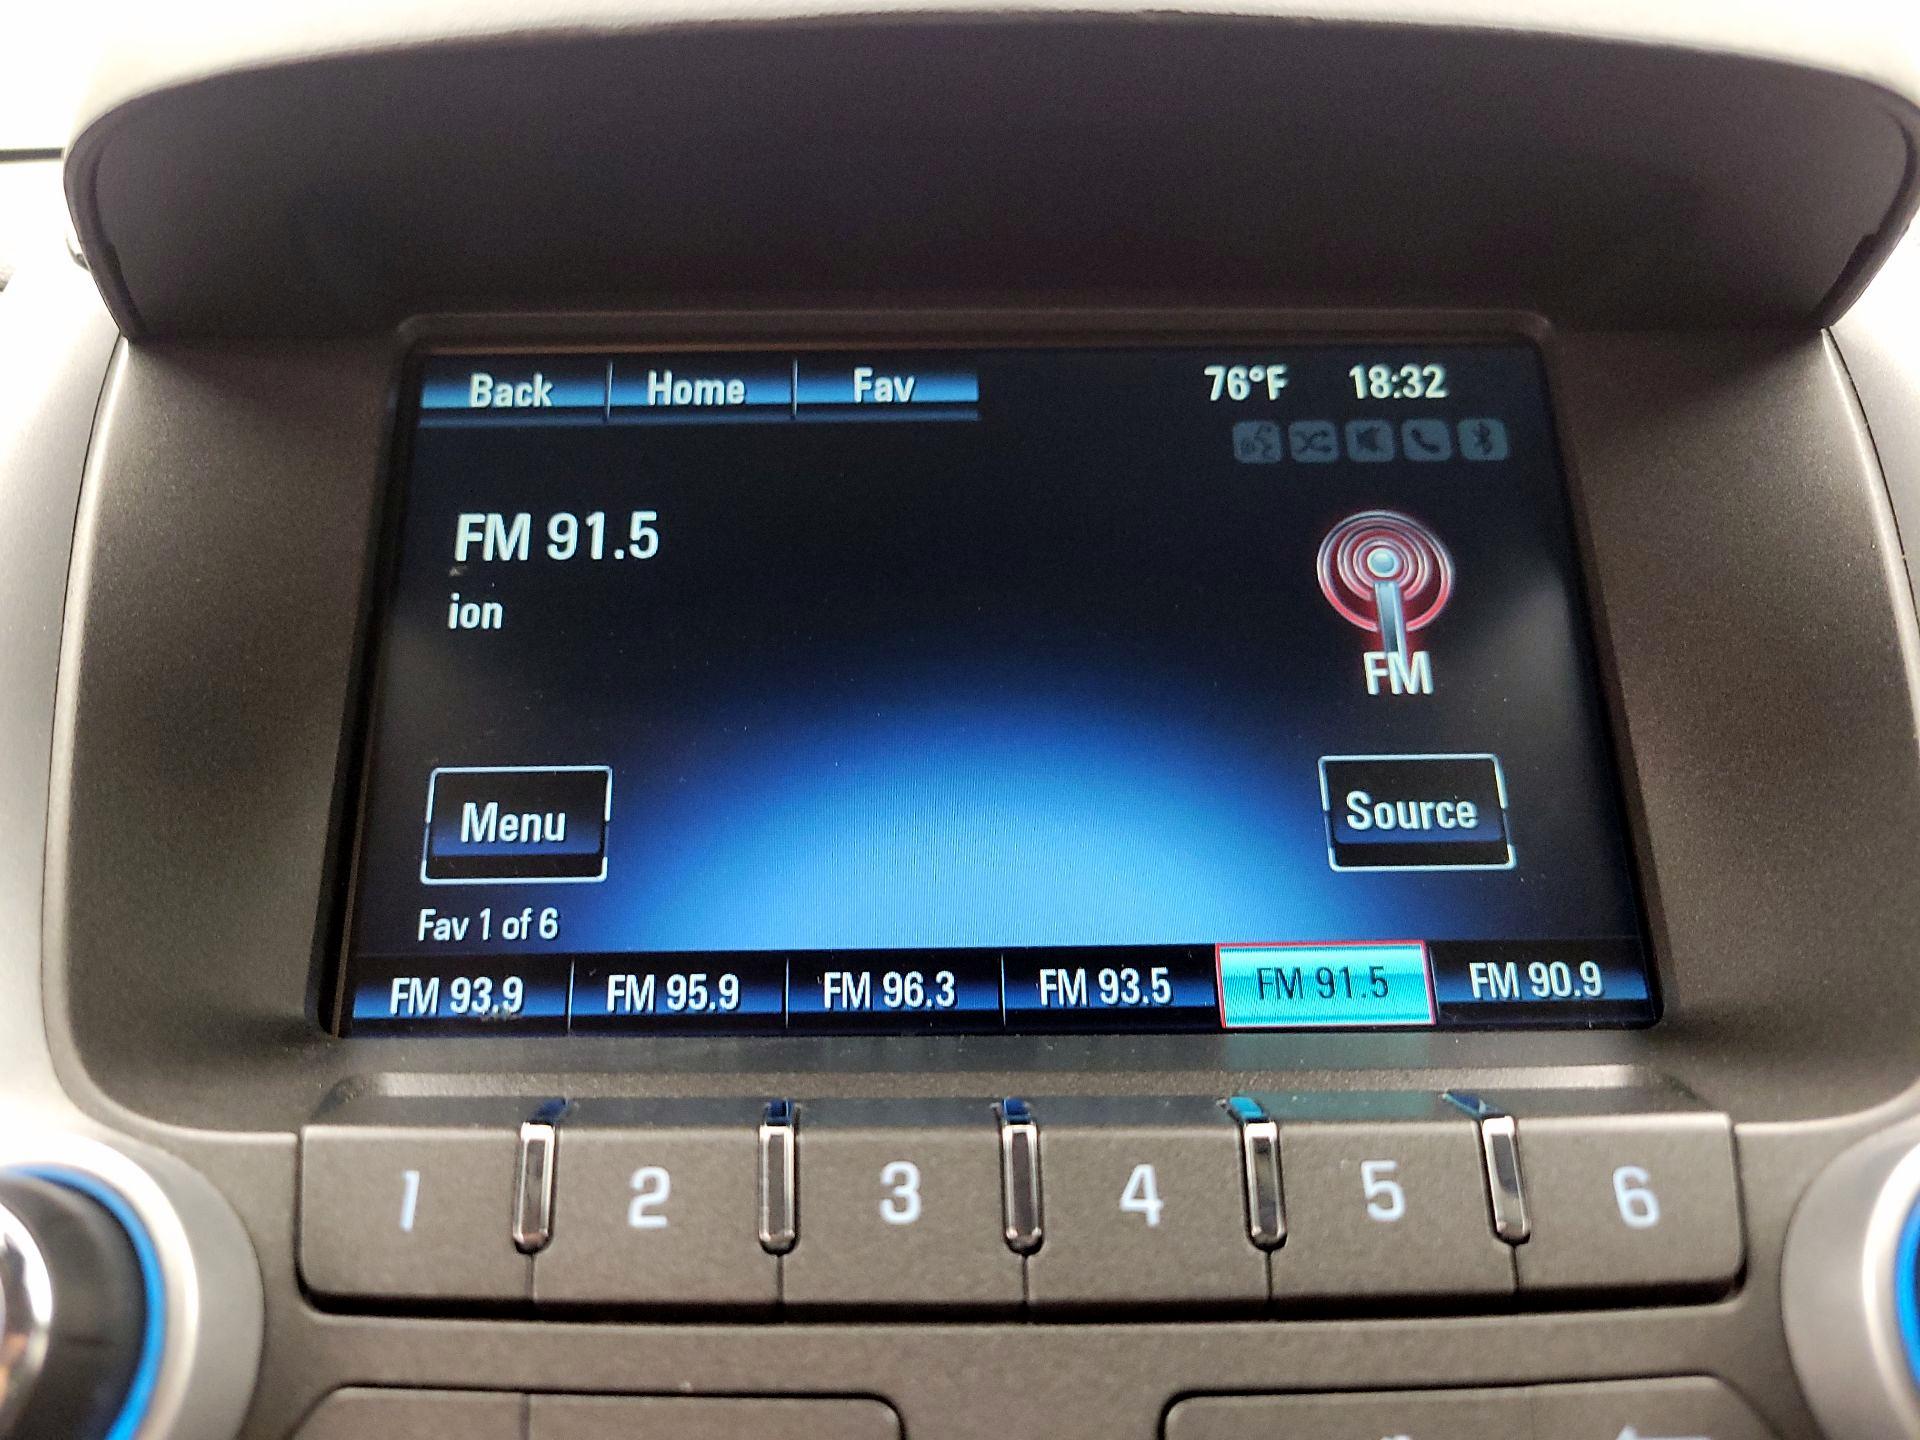 Back Home Fav 76°F 18:32
FM 91.5
ion
FM
Menu Source
Fav 1 of 6
FM 93.9 FM 95.9 FM 96.3 FM 93.5 FM 91.5 FM 90.9
1 2 3 4 5 6